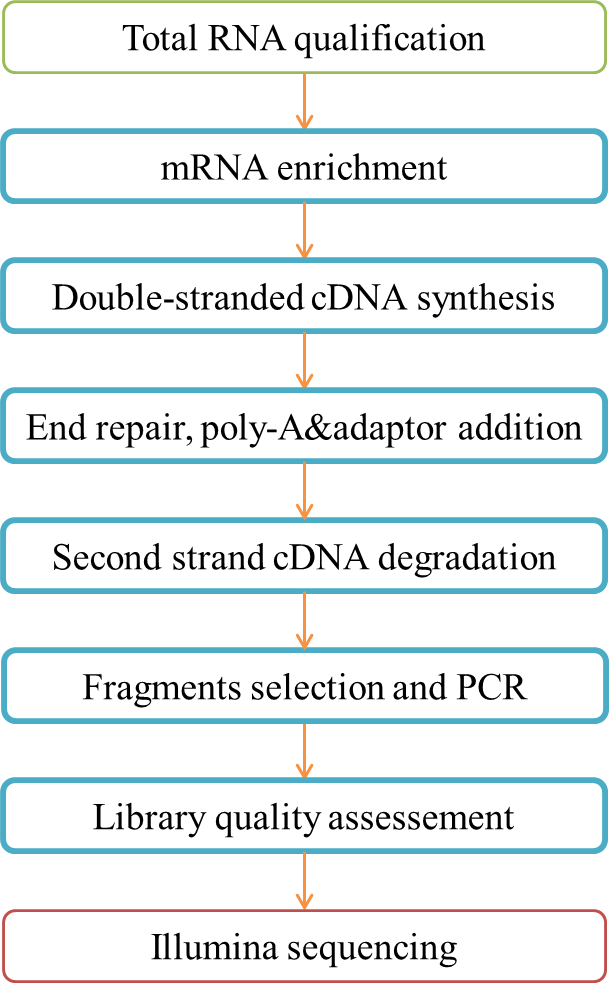 Total RNA qualification
mRNA enrichment
Double-stranded cDNA synthesis
End repair, poly-A&adaptor addition
Second strand cDNA degradation
Fragments selection and PCR
Library quality assessement
Illumina sequencing